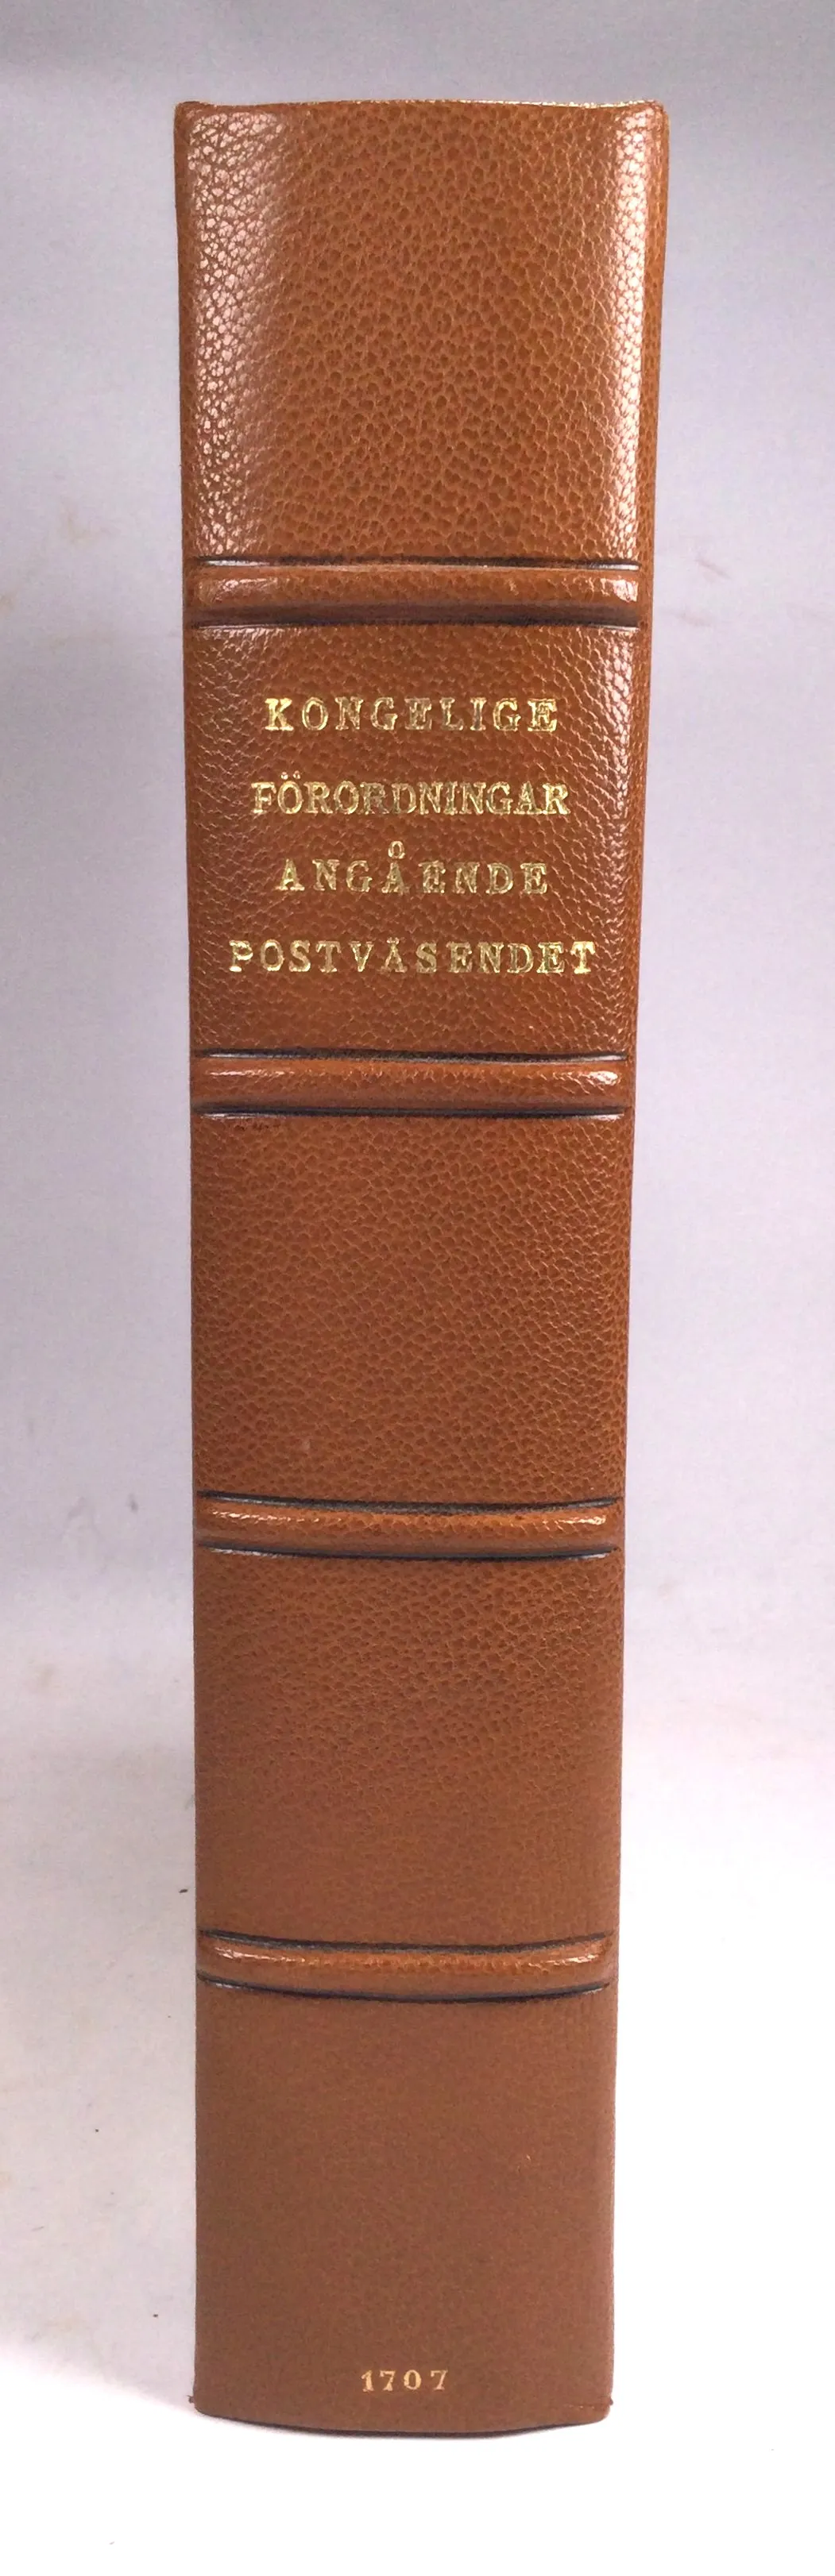 KONGELIGE
FÖRORDNINGAR
ANGÅENDE
POSTVÄSENDET
1707